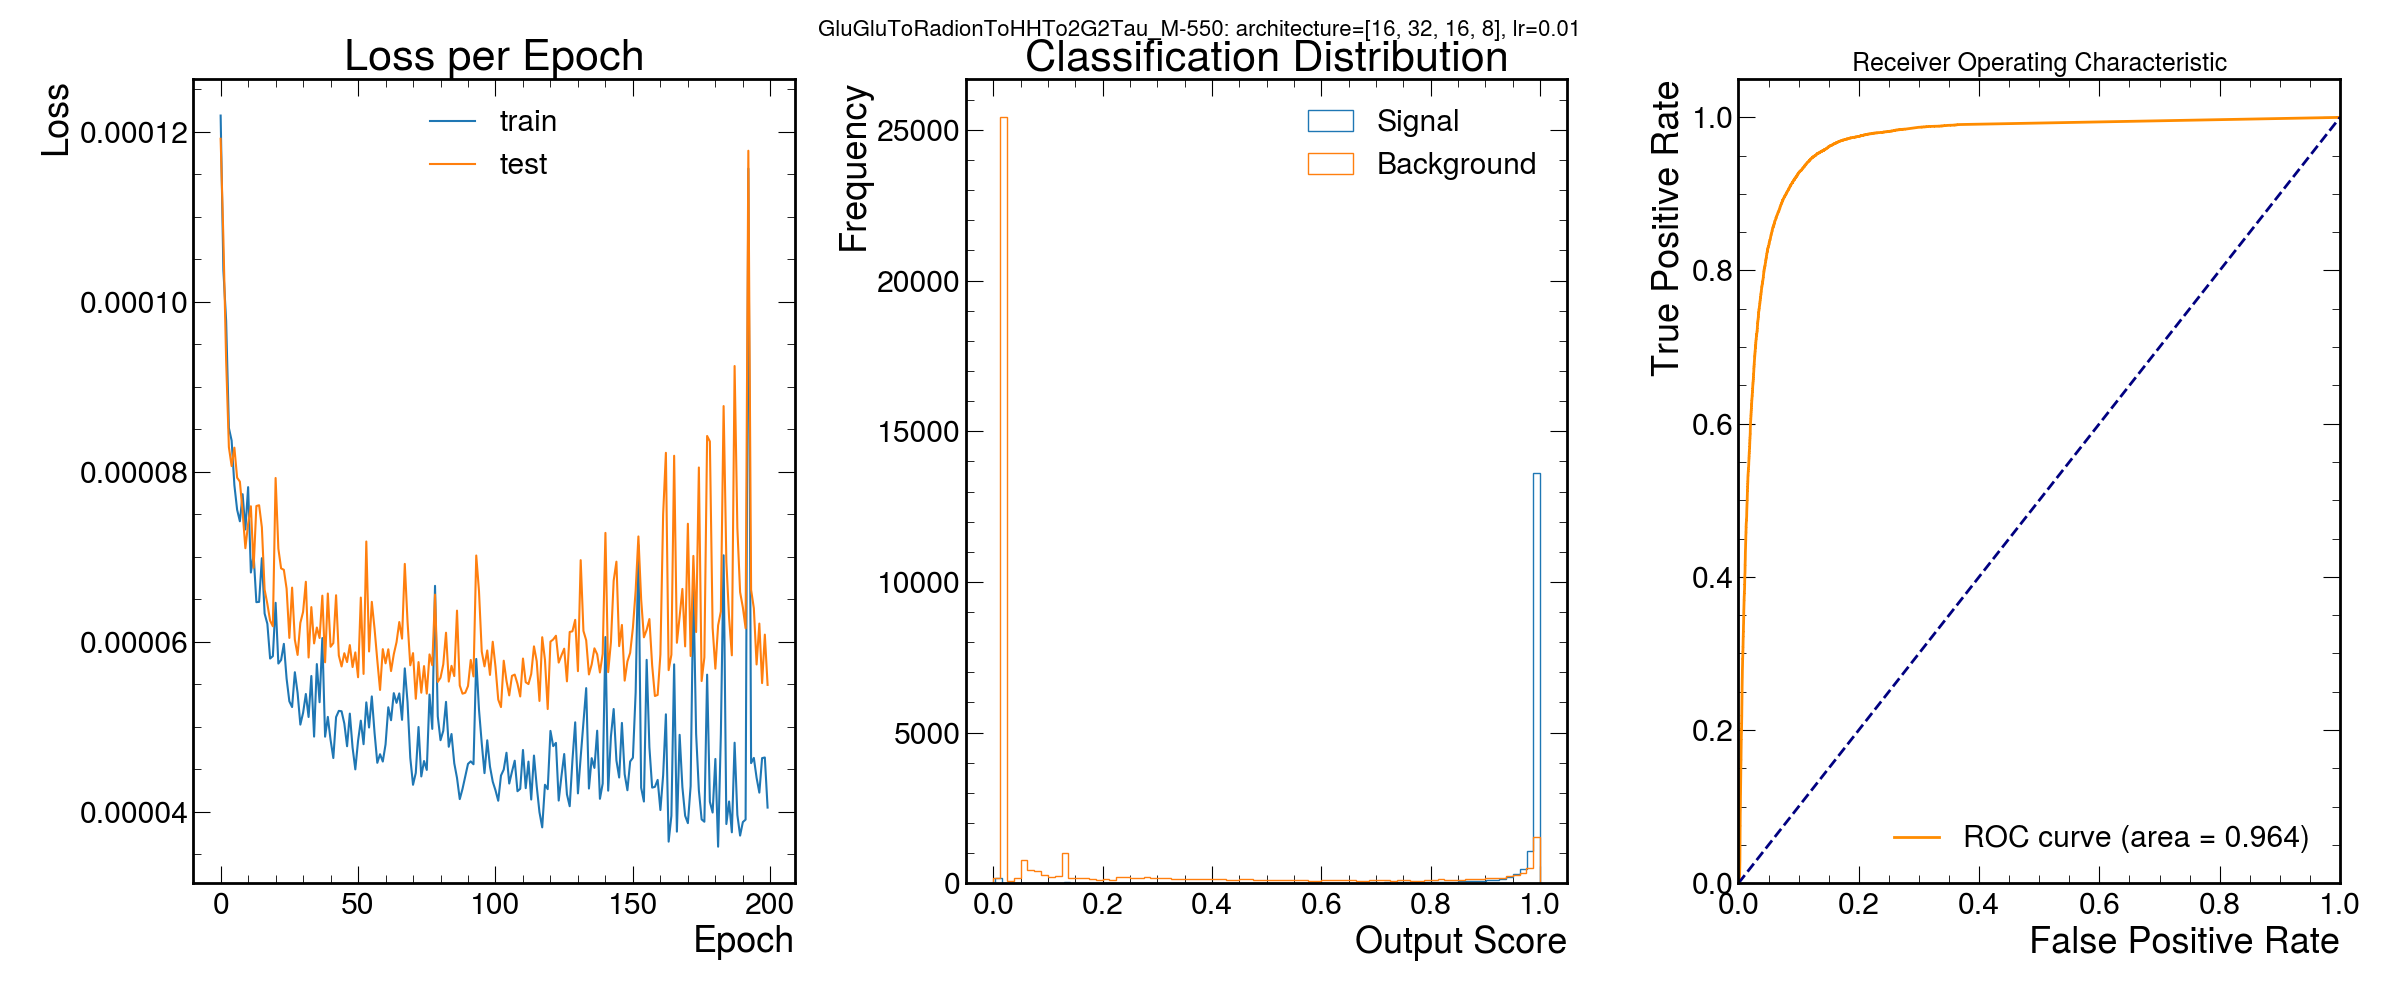 GluGluToRadionToHHTo2G2Tau_M-550: architecture=[16, 32, 16, 8], lr=0.01
Loss per Epoch
Loss
0.00012
0.00010
0.00008
0.00006
0.00004
train
test
0 50 100 150 200
Epoch
Classification Distribution
Frequency
25000
20000
15000
10000
5000
0
Signal
Background
0.0 0.2 0.4 0.6 0.8 1.0
Output Score
Receiver Operating Characteristic
True Positive Rate
1.0
0.8
0.6
0.4
0.2
0.0
ROC curve (area = 0.964)
0.0 0.2 0.4 0.6 0.8 1.0
False Positive Rate